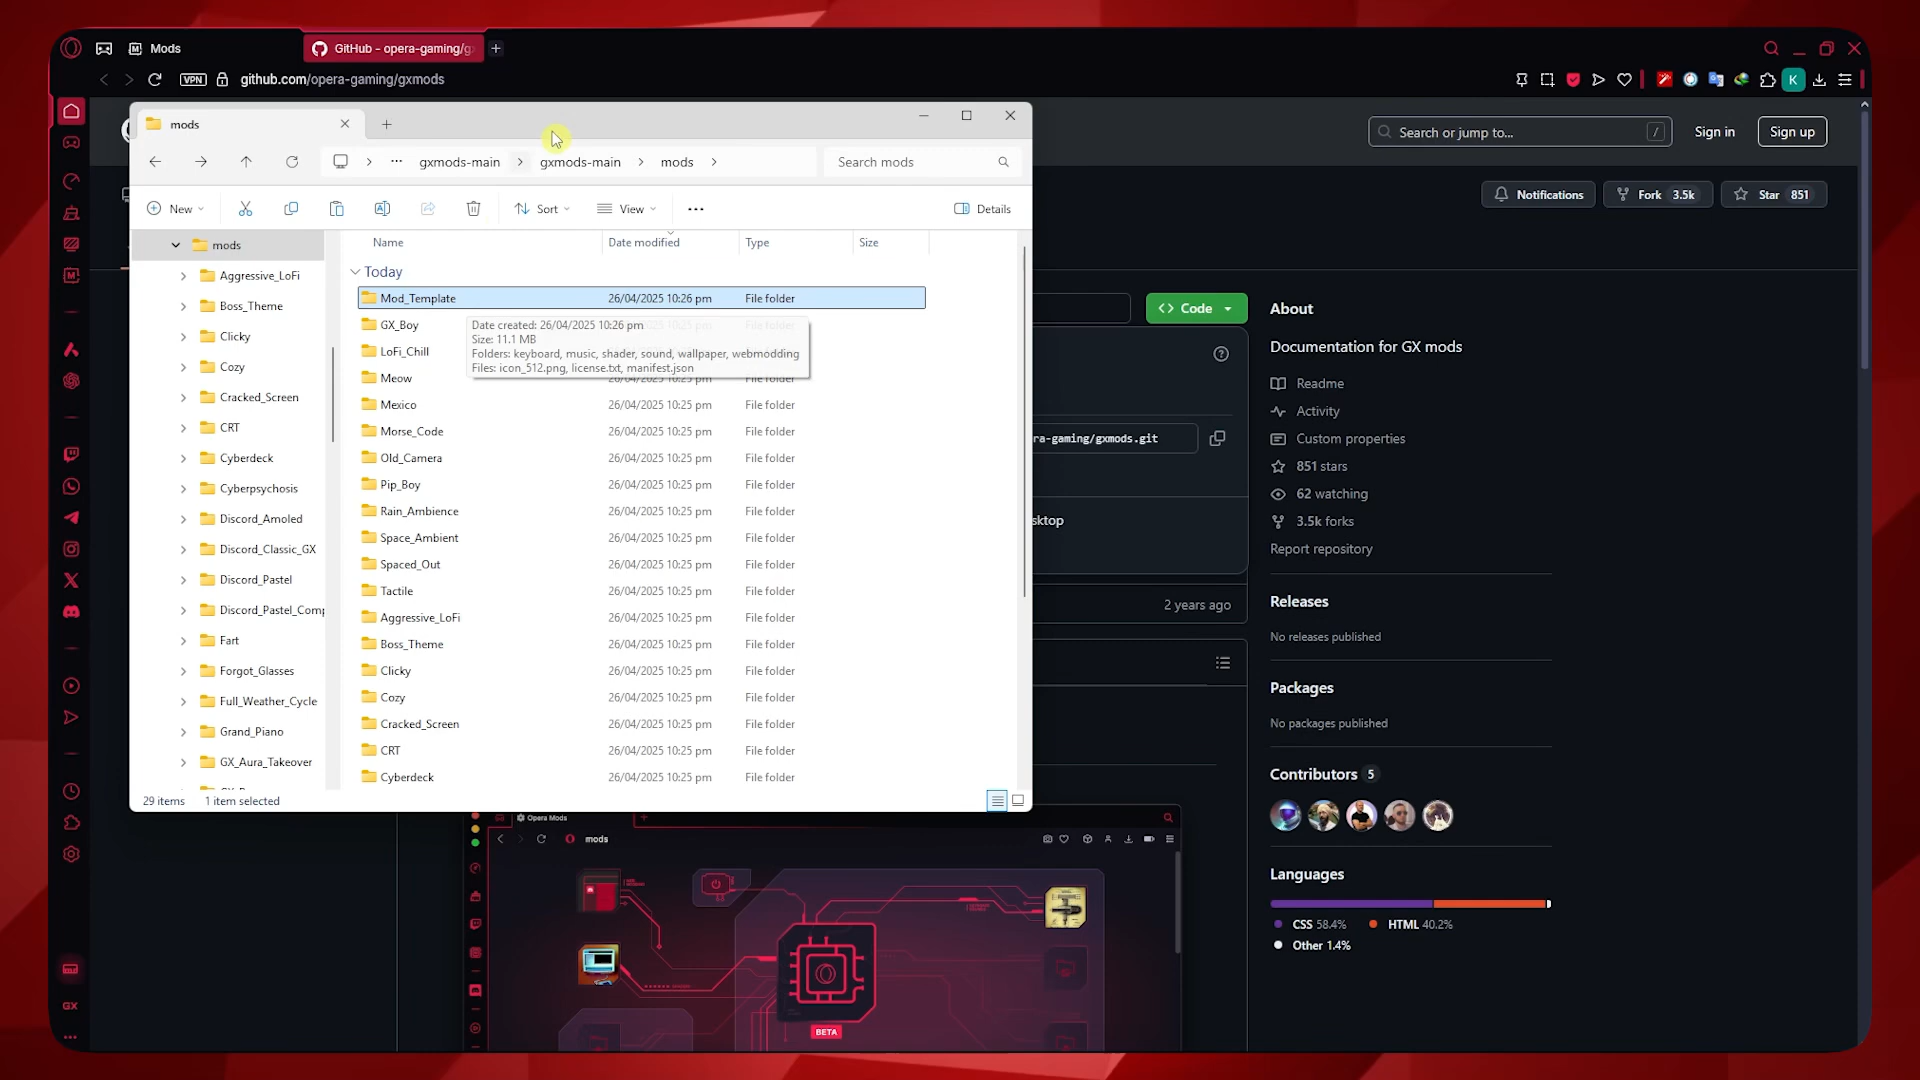 Mods
GitHub - opera-gaming/g
VPN
github.com/opera-gaming/gxmods
K
mods
gxmods-main
gxmods-main
mods
Search mods
New
Sort
View
Details
mods
Aggressive_LoFi
Boss_Theme
Clicky
Cozy
Cracked_Screen
CRT
Cyberdeck
Cyberpsychosis
Discord_Amoled
Discord_Classic_GX
Discord_Pastel
Discord_Pastel_Comp
Fart
Forgot_Glasses
Full_Weather_Cycle
Grand_Piano
GX_Aura_Takeover
Name Date modified Type Size
Today
Mod_Template 26/04/2025 10:26 pm File folder
GX_Boy
LoFi_Chill
Meow 26/04/2025 10:25 pm File folder
Date created: 26/04/2025 10:26 pm
Size: 11.1 MB
Folders: keyboard, music, shader, sound, wallpaper, webmodding
Files: icon_512.png, license.txt, manifest.json
Mexico 26/04/2025 10:25 pm File folder
Morse_Code 26/04/2025 10:25 pm File folder
Old_Camera 26/04/2025 10:25 pm File folder
Pip_Boy 26/04/2025 10:25 pm File folder
Rain_Ambience 26/04/2025 10:25 pm File folder
Space_Ambient 26/04/2025 10:25 pm File folder
Spaced_Out 26/04/2025 10:25 pm File folder
Tactile 26/04/2025 10:25 pm File folder
Aggressive_LoFi 26/04/2025 10:25 pm File folder
Boss_Theme 26/04/2025 10:25 pm File folder
Clicky 26/04/2025 10:25 pm File folder
Cozy 26/04/2025 10:25 pm File folder
Cracked_Screen 26/04/2025 10:25 pm File folder
CRT 26/04/2025 10:25 pm File folder
Cyberdeck 26/04/2025 10:25 pm File folder
29 items 1 item selected
Search or jump to...
/
Sign in
Sign up
Notifications
Fork 3.5k
Star 851
Code
ra-gaming/gxmods.git
sktop
2 years ago
About
Documentation for GX mods
Readme
Activity
Custom properties
851 stars
62 watching
3.5k forks
Report repository
Releases
No releases published
Packages
No packages published
Contributors 5
Languages
CSS 58.4%
HTML 40.2%
Other 1.4%
Opera Mods
mods
BETA
GX